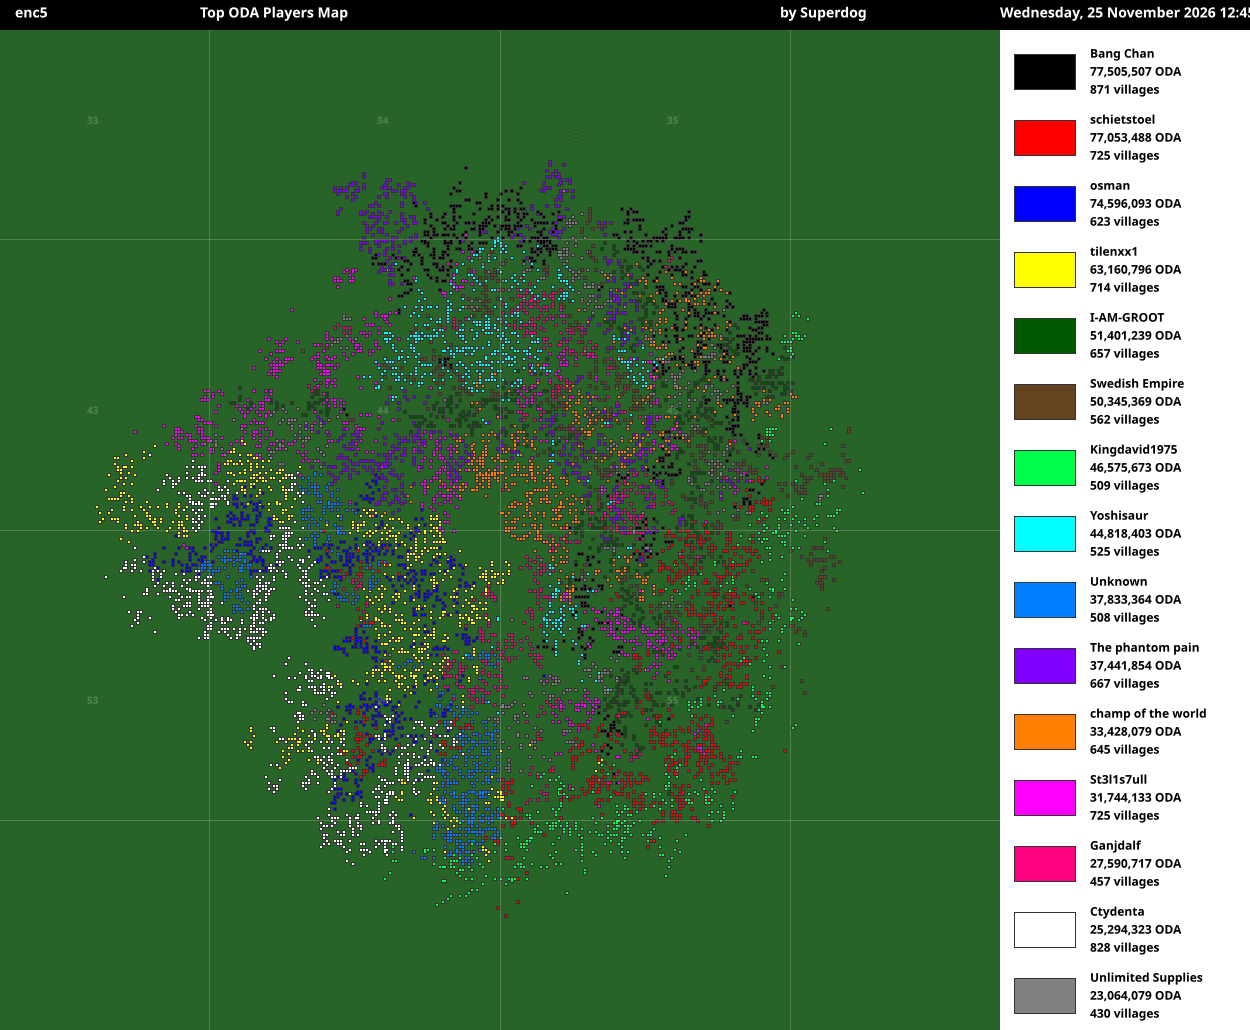 enc5 Top ODA Players Map by Superdog Wednesday, 25 November 2026 12:45
33 34 35
43 44 45
53 55
Bang Chan
77,505,507 ODA
871 villages
schietstoel
77,053,488 ODA
725 villages
osman
74,596,093 ODA
623 villages
tilenxx1
63,160,796 ODA
714 villages
I-AM-GROOT
51,401,239 ODA
657 villages
Swedish Empire
50,345,369 ODA
562 villages
Kingdavid1975
46,575,673 ODA
509 villages
Yoshisaur
44,818,403 ODA
525 villages
Unknown
37,833,364 ODA
508 villages
The phantom pain
37,441,854 ODA
667 villages
champ of the world
33,428,079 ODA
645 villages
St3l1s7ull
31,744,133 ODA
725 villages
Ganjdalf
27,590,717 ODA
457 villages
Ctydenta
25,294,323 ODA
828 villages
Unlimited Supplies
23,064,079 ODA
430 villages